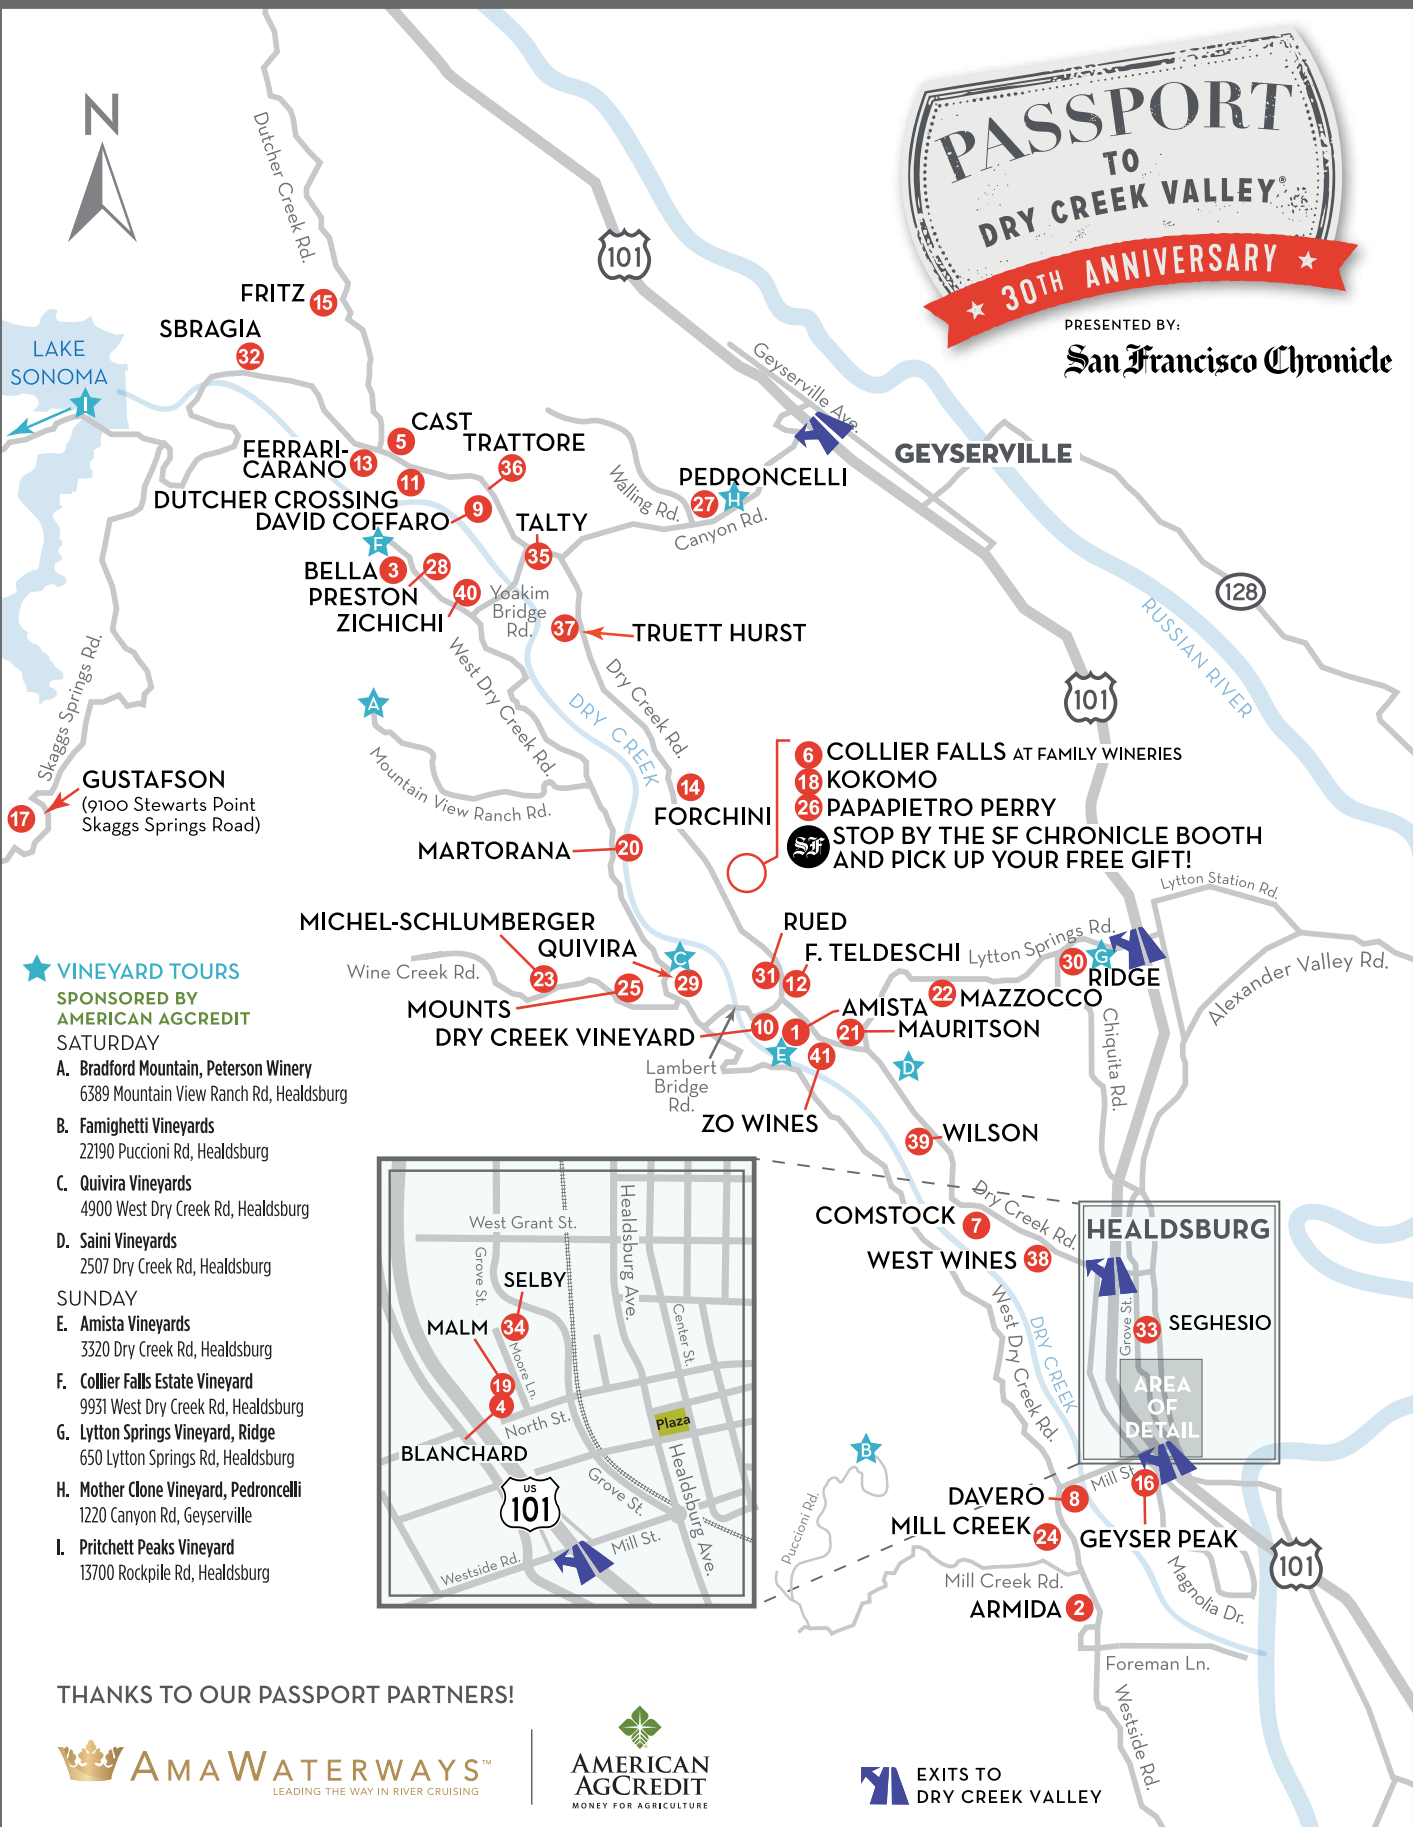 PASSPORT
TO
DRY CREEK VALLEY®
30TH ANNIVERSARY
PRESENTED BY:
San Francisco Chronicle
N
Dutcher Creek Rd.
101
FRITZ 15
SBRAGIA
32
LAKE
SONOMA
I
Geyserville Ave.
GEYSERVILLE
CAST
5
TRATTORE
36
FERRARI-
CARANO 13
11
DUTCHER CROSSING
DAVID COFFARO 9
PEDRONCELLI
27 H
Walling Rd.
Canyon Rd.
TALTY
35
F
BELLA 3
28
PRESTON
40
ZICHICHI
Yoakim
Bridge
Rd.
37 TRUETT HURST
128
RUSSIAN RIVER
101
Skaggs Springs Rd.
West Dry Creek Rd.
DRY CREEK
Dry Creek Rd.
A
Mountain View Ranch Rd.
GUSTAFSON
(9100 Stewarts Point
Skaggs Springs Road)
17
6 COLLIER FALLS AT FAMILY WINERIES
18 KOKOMO
26 PAPAPIETRO PERRY
SF STOP BY THE SF CHRONICLE BOOTH
AND PICK UP YOUR FREE GIFT!
14
FORCHINI
MARTORANA 20
Lytton Station Rd.
MICHEL-SCHLUMBERGER
QUIVIRA
RUED
F. TELDESCHI
Lytton Springs Rd.
Alexander Valley Rd.
Wine Creek Rd.
23
25
C
29
31
12
30 G
RIDGE
MOUNTS
22 MAZZOCCO
AMISTA
DRY CREEK VINEYARD 10 1
21 MAURITSON
E
41
D
Chiquita Rd.
Lambert
Bridge
Rd.
ZO WINES
39 WILSON
VINEYARD TOURS
SPONSORED BY
AMERICAN AGCREDIT
SATURDAY
A. Bradford Mountain, Peterson Winery
6389 Mountain View Ranch Rd, Healdsburg
B. Famighetti Vineyards
22190 Puccioni Rd, Healdsburg
C. Quivira Vineyards
4900 West Dry Creek Rd, Healdsburg
D. Saini Vineyards
2507 Dry Creek Rd, Healdsburg
SUNDAY
E. Amista Vineyards
3320 Dry Creek Rd, Healdsburg
F. Collier Falls Estate Vineyard
9931 West Dry Creek Rd, Healdsburg
G. Lytton Springs Vineyard, Ridge
650 Lytton Springs Rd, Healdsburg
H. Mother Clone Vineyard, Pedroncelli
1220 Canyon Rd, Geyserville
I. Pritchett Peaks Vineyard
13700 Rockpile Rd, Healdsburg
West Grant St.
Healdsburg Ave.
Grove St.
SELBY
34
MALM
Moore Ln.
Center St.
19
4
North St.
BLANCHARD
Plaza
US
101
Grove St.
Healdsburg Ave.
Mill St.
Westside Rd.
Dry Creek Rd.
COMSTOCK 7
WEST WINES 38
HEALDSBURG
West Dry Creek Rd.
DRY CREEK
Grove St.
33 SEGHESIO
AREA
OF
DETAIL
B
Puccioni Rd.
Mill St.
16
DAVERO 8
MILL CREEK 24
GEYSER PEAK
101
Mill Creek Rd.
Magnolia Dr.
ARMIDA 2
Foreman Ln.
Westside Rd.
THANKS TO OUR PASSPORT PARTNERS!
AMAWATERWAYS™
LEADING THE WAY IN RIVER CRUISING
AMERICAN
AGCREDIT
MONEY FOR AGRICULTURE
EXITS TO
DRY CREEK VALLEY